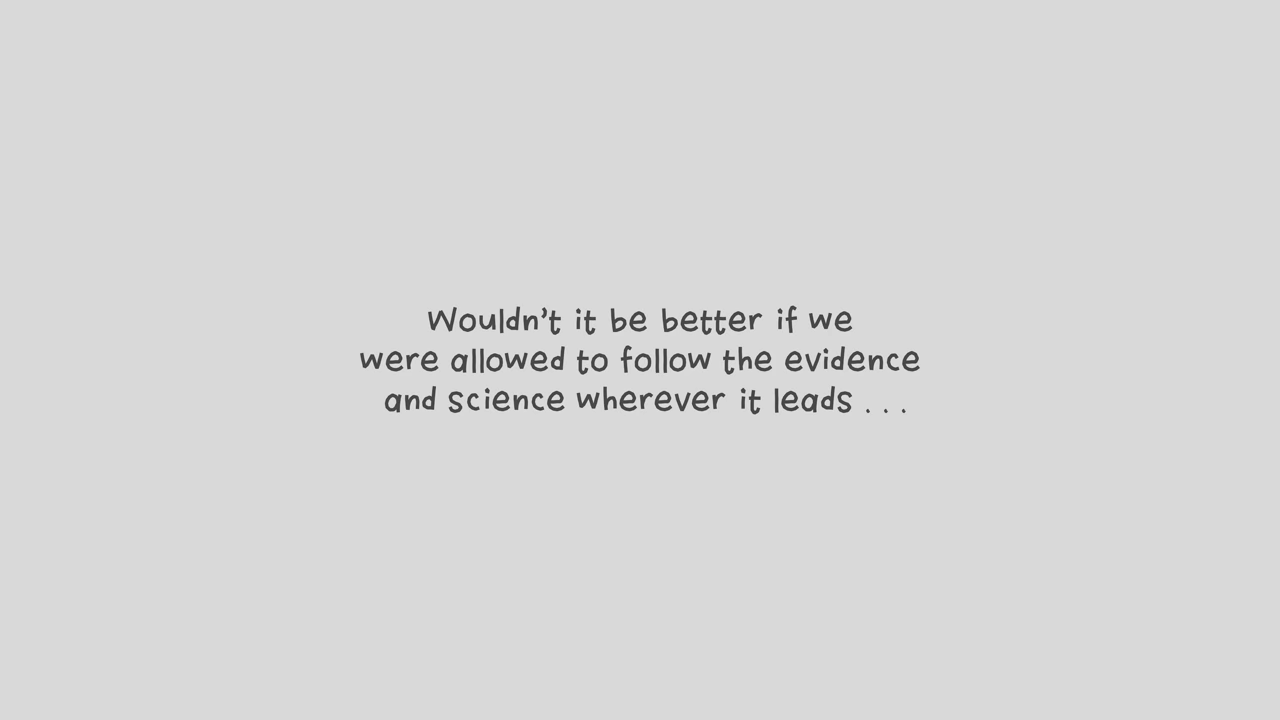 Wouldn't it be better if we
were allowed to follow the evidence
and science wherever it leads . . .